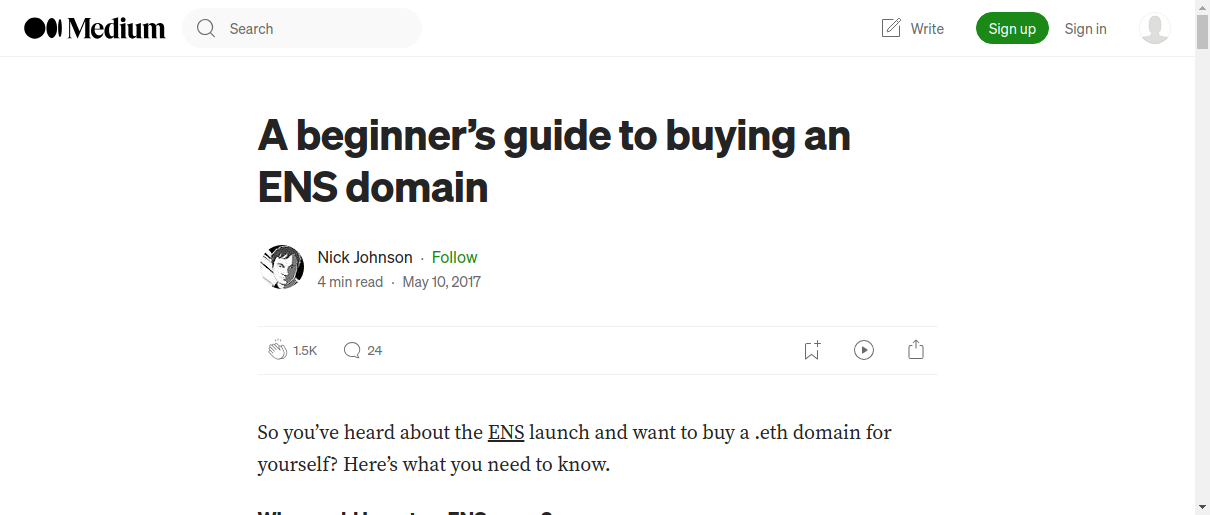 Medium
Search
Write
Sign up
Sign in
A beginner’s guide to buying an
ENS domain
Nick Johnson · Follow
4 min read · May 10, 2017
1.5K
24
So you’ve heard about the ENS launch and want to buy a .eth domain for
yourself? Here’s what you need to know.